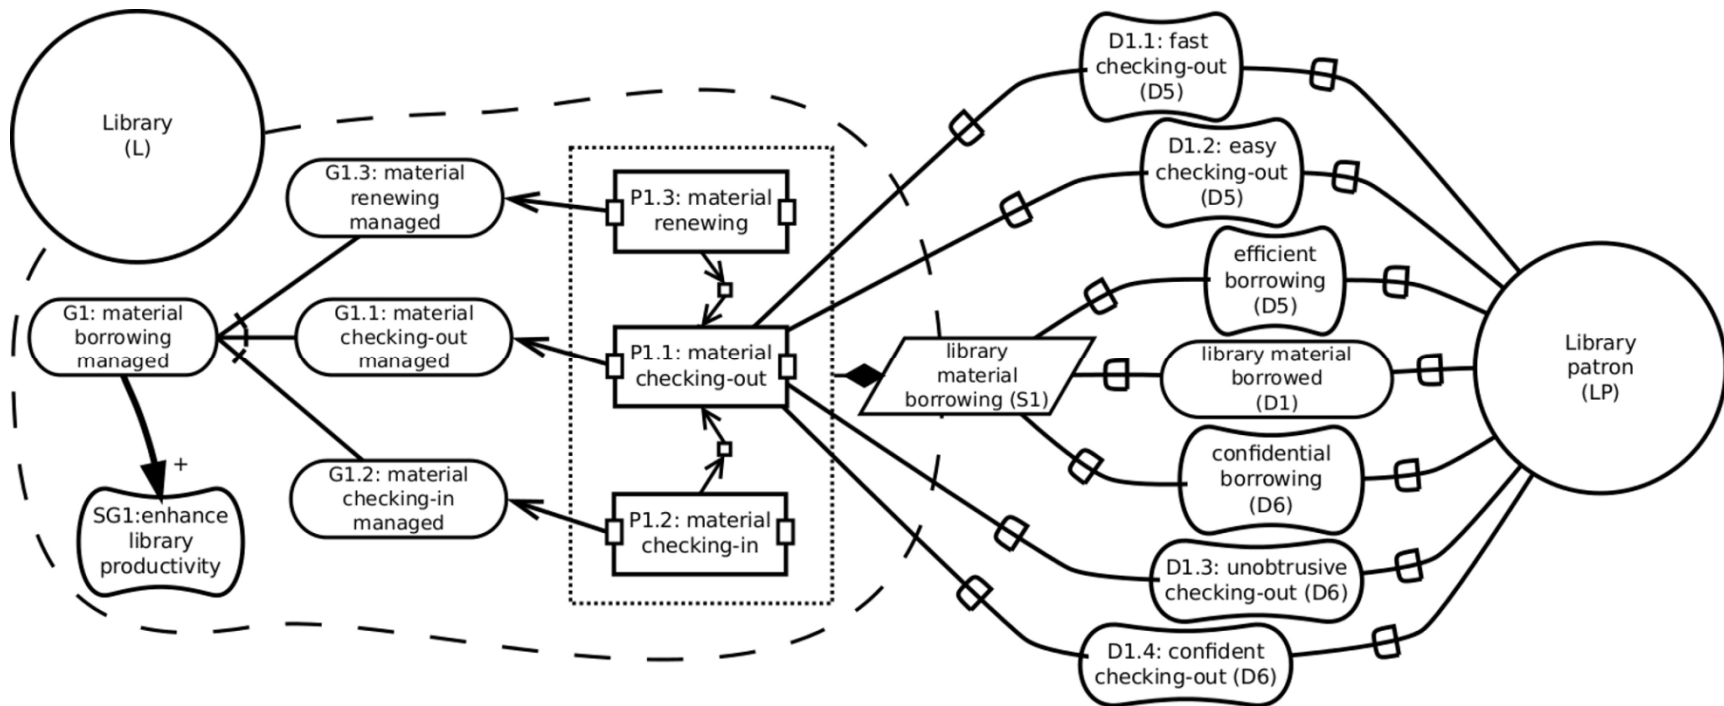 Library
(L)
G1.3: material
renewing
managed
G1: material
borrowing
managed
G1.1: material
checking-out
managed
G1.2: material
checking-in
managed
+
SG1:enhance
library
productivity
P1.3: material
renewing
P1.1: material
checking-out
P1.2: material
checking-in
library
material
borrowing (S1)
D1.1: fast
checking-out
(D5)
D1.2: easy
checking-out
(D5)
efficient
borrowing
(D5)
library material
borrowed
(D1)
confidential
borrowing
(D6)
D1.3: unobtrusive
checking-out (D6)
D1.4: confident
checking-out (D6)
Library
patron
(LP)